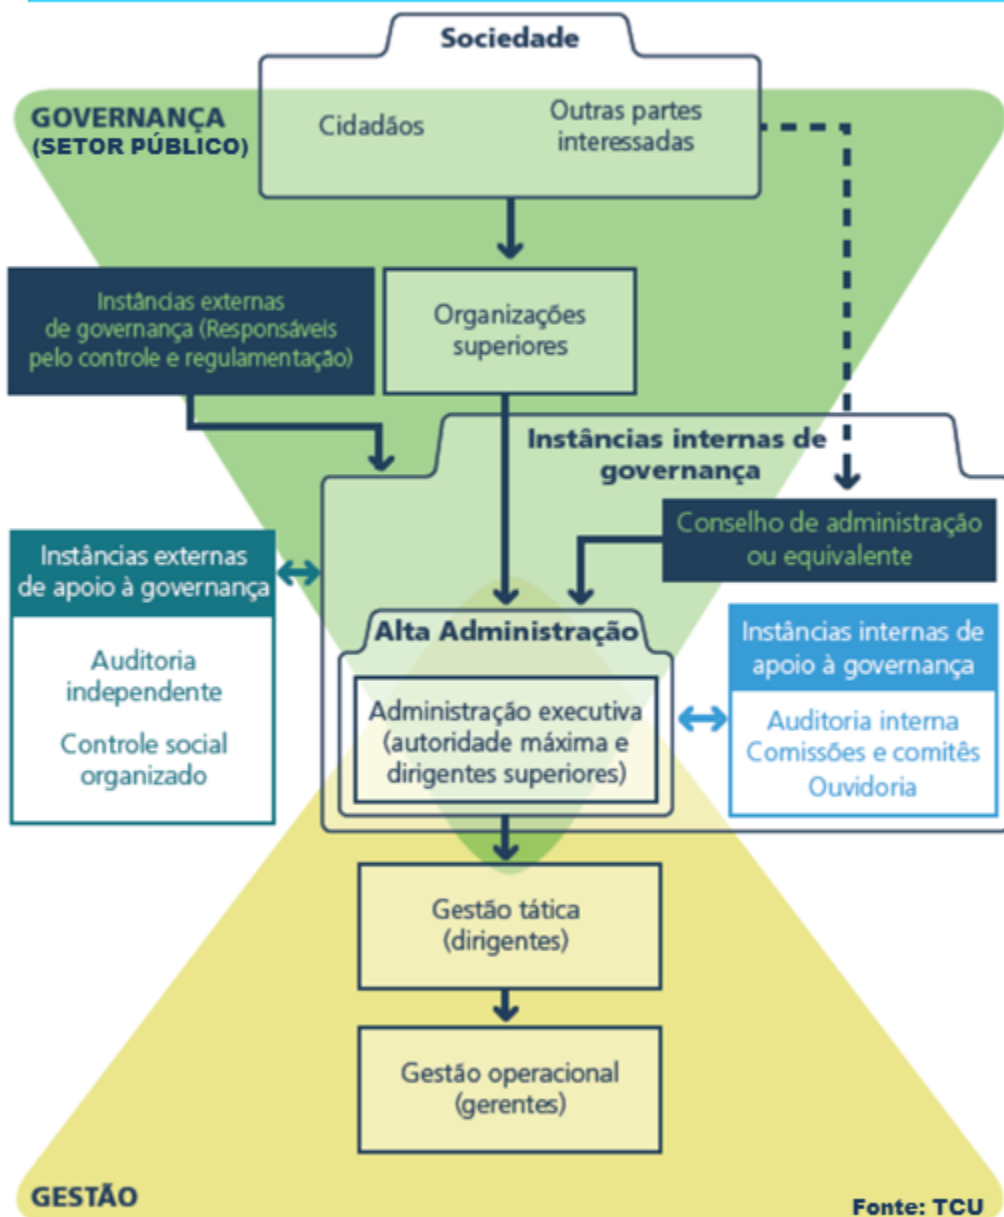 Sociedade
GOVERNANÇA
(SETOR PÚBLICO)
Cidadãos
Outras partes
interessadas
Instâncias externas
de governança (Responsáveis
pelo controle e regulamentação)
Organizações
superiores
Instâncias internas de
governança
Conselho de administração
ou equivalente
Instâncias externas
de apoio à governança
Auditoria
independente
Controle social
organizado
Alta Administração
Administração executiva
(autoridade máxima e
dirigentes superiores)
Instâncias internas de
apoio à governança
Auditoria interna
Comissões e comitês
Ouvidoria
Gestão tática
(dirigentes)
Gestão operacional
(gerentes)
GESTÃO
Fonte: TCU